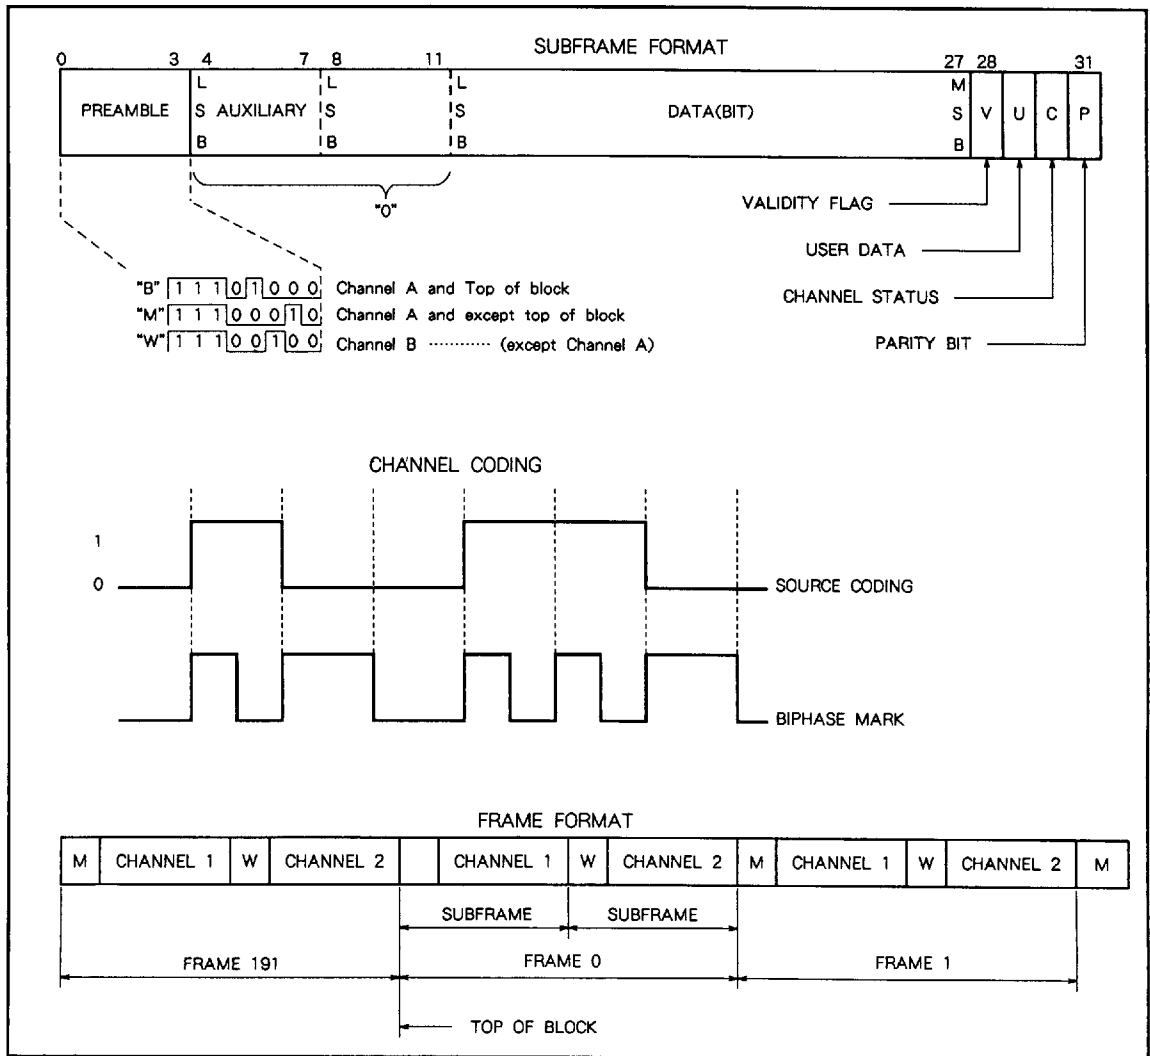 SUBFRAME FORMAT
0 3 4 7 8 11 27 28 31
PREAMBLE
LSB
AUXILIARY
LSB
LSB
DATA(BIT)
MSB
V
U
C
P
"0"
VALIDITY FLAG
USER DATA
CHANNEL STATUS
PARITY BIT
"B" 1 1 1 0 1 0 0 0 Channel A and Top of block
"M" 1 1 1 0 0 0 1 0 Channel A and except top of block
"W" 1 1 1 0 0 1 0 0 Channel B ··········· (except Channel A)
CHANNEL CODING
1
0
SOURCE CODING
BIPHASE MARK
FRAME FORMAT
M CHANNEL 1 W CHANNEL 2 CHANNEL 1 W CHANNEL 2 M CHANNEL 1 W CHANNEL 2 M
SUBFRAME SUBFRAME
FRAME 191 FRAME 0 FRAME 1
TOP OF BLOCK